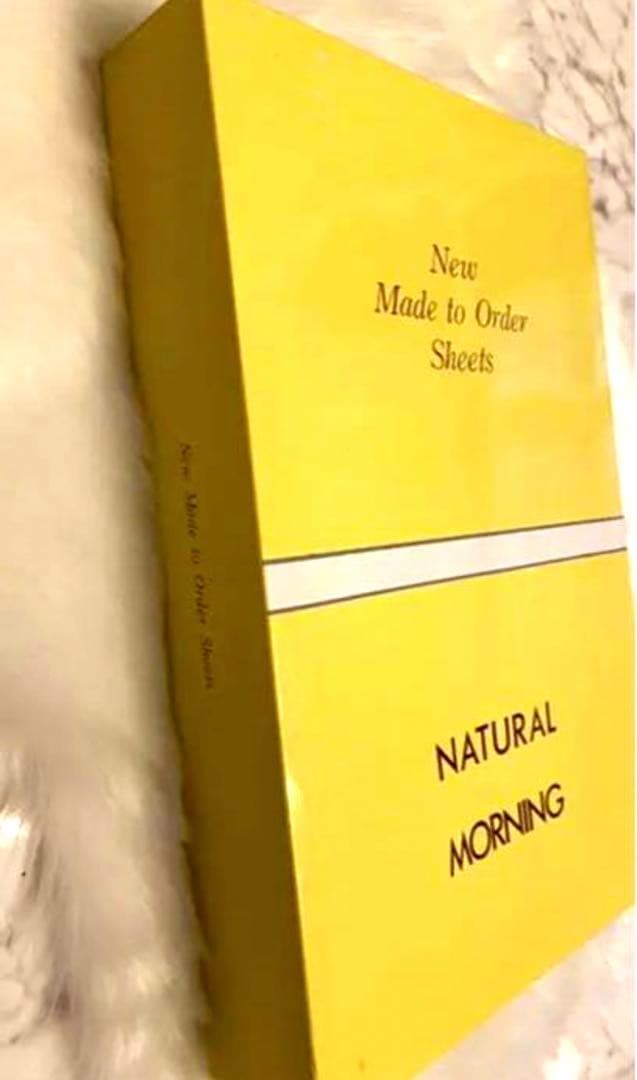 New
Made to Order
Sheets
NATURAL
MORNING
New Made to Order Sheets